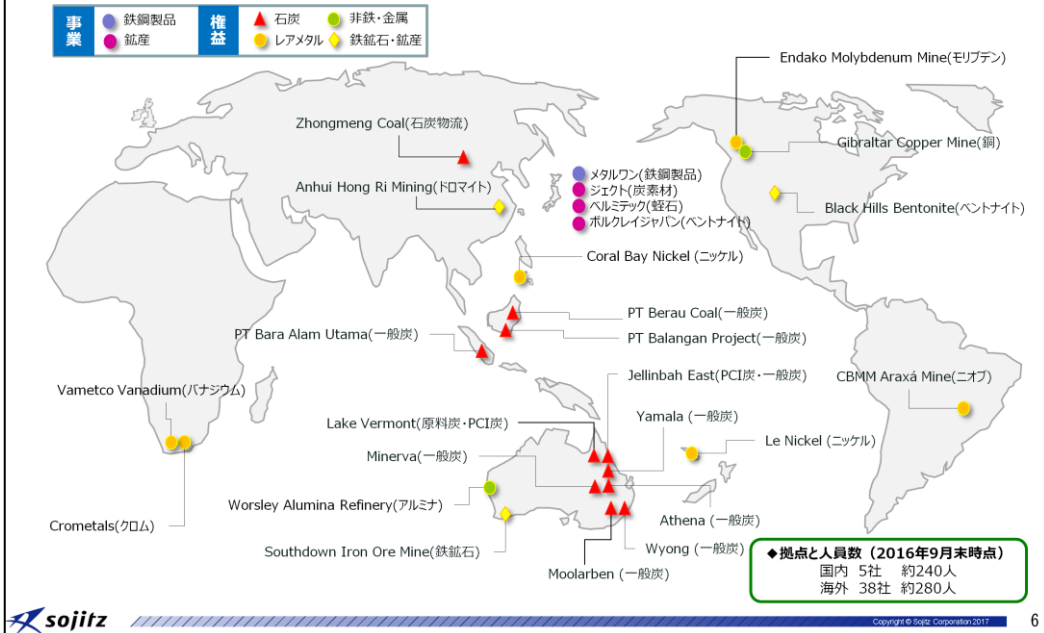 事業
鉄鋼製品
鉱産
権益
石炭
非鉄・金属
レアメタル
鉄鉱石・鉱産
Endako Molybdenum Mine(モリブデン)
Zhongmeng Coal(石炭物流)
Gibraltar Copper Mine(銅)
メタルワン(鉄鋼製品)
Anhui Hong Ri Mining(ドロマイト)
ジェクト(炭素材)
ベルミテック(蛭石)
Black Hills Bentonite(ベントナイト)
ボルクレイジャパン(ベントナイト)
Coral Bay Nickel (ニッケル)
PT Berau Coal(一般炭)
PT Bara Alam Utama(一般炭)
PT Balangan Project(一般炭)
Jellinbah East(PCI炭・一般炭)
CBMM Araxá Mine(ニオブ)
Vametco Vanadium(バナジウム)
Yamala (一般炭)
Lake Vermont(原料炭・PCI炭)
Le Nickel (ニッケル)
Minerva(一般炭)
Worsley Alumina Refinery(アルミナ)
Athena (一般炭)
Crometals(クロム)
Southdown Iron Ore Mine(鉄鉱石)
Wyong (一般炭)
Moolarben (一般炭)
◆拠点と人員数（2016年9月末時点）
国内 5社 約240人
海外 38社 約280人
sojitz
Copyright © Sojitz Corporation 2017
6